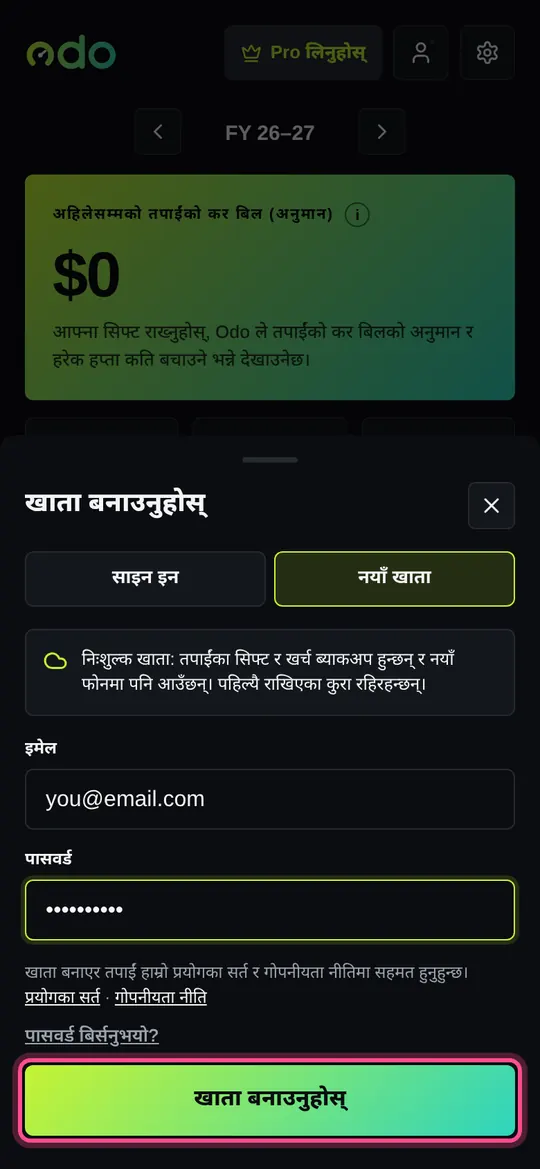 odo
Pro लिनुहोस्
FY 26–27
अहिलेसम्मको तपाईंको कर बिल (अनुमान) i
$0
आफ्ना सिफ्ट राख्नुहोस्, Odo ले तपाईंको कर बिलको अनुमान र
हरेक हप्ता कति बचाउने भन्ने देखाउनेछ।
खाता बनाउनुहोस्
साइन इन
नयाँ खाता
निःशुल्क खाता: तपाईंका सिफ्ट र खर्च ब्याकअप हुन्छन् र नयाँ
फोनमा पनि आउँछन्। पहिल्यै राखिएका कुरा रहिरहन्छन्।
इमेल
you@email.com
पासवर्ड
••••••••••
खाता बनाएर तपाईं हाम्रो प्रयोगका सर्त र गोपनीयता नीतिमा सहमत हुनुहुन्छ।
प्रयोगका सर्त · गोपनीयता नीति
पासवर्ड बिर्सनुभयो?
खाता बनाउनुहोस्